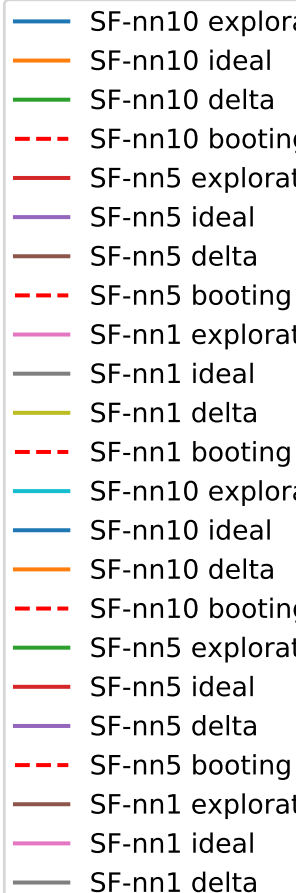 SF-nn10 explora
SF-nn10 ideal
SF-nn10 delta
SF-nn10 booting
SF-nn5 explorat
SF-nn5 ideal
SF-nn5 delta
SF-nn5 booting
SF-nn1 explorat
SF-nn1 ideal
SF-nn1 delta
SF-nn1 booting
SF-nn10 explora
SF-nn10 ideal
SF-nn10 delta
SF-nn10 booting
SF-nn5 explorat
SF-nn5 ideal
SF-nn5 delta
SF-nn5 booting
SF-nn1 explorat
SF-nn1 ideal
SF-nn1 delta